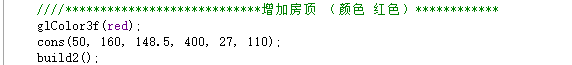 ////****************************增加房顶 （颜色 红色）************
glColor3f(red);
cons(50, 160, 148.5, 400, 27, 110);
build2();